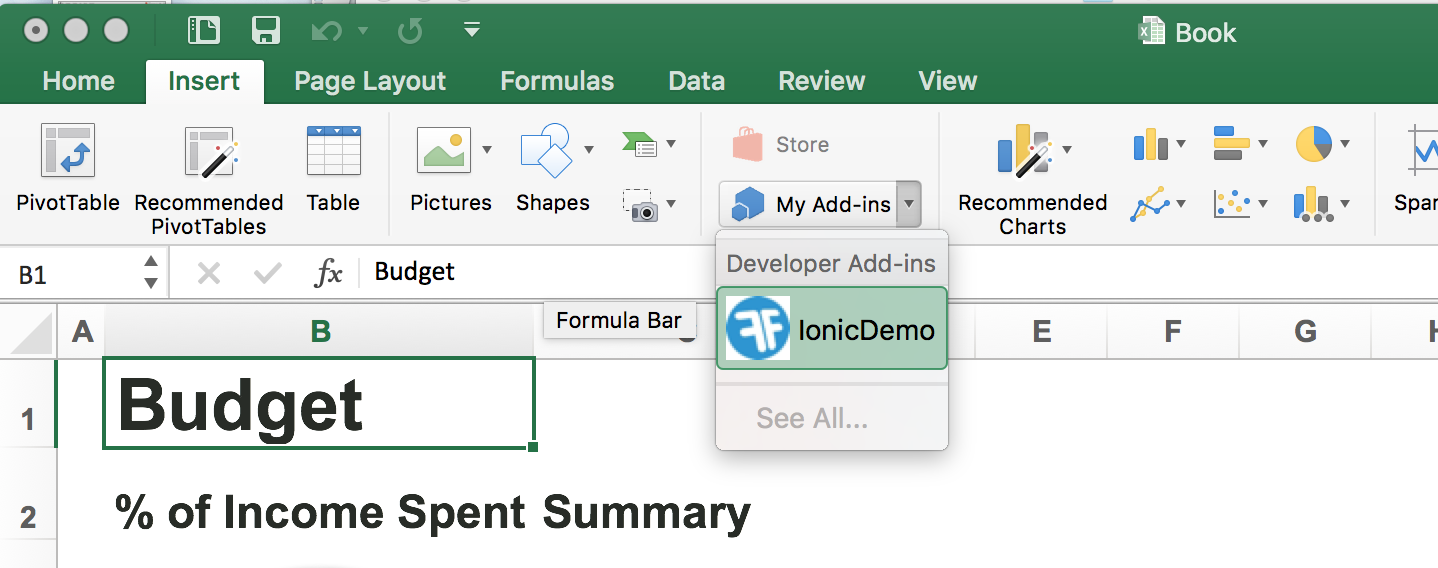 Book
Home Insert Page Layout Formulas Data Review View
Store
PivotTable Recommended PivotTables Table Pictures Shapes My Add-ins Recommended Charts
B1 fx Budget
Developer Add-ins
Formula Bar
IonicDemo
See All...
A B E F G
1 Budget
2 % of Income Spent Summary